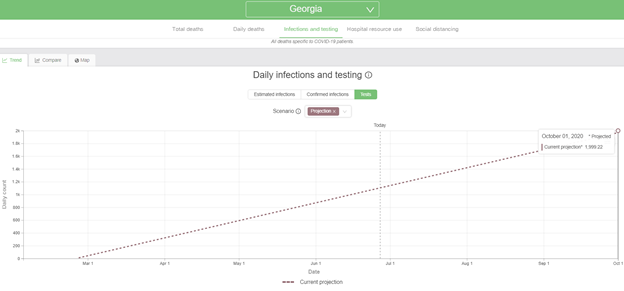 Georgia
Total deaths Daily deaths Infections and testing Hospital resource use Social distancing
All deaths specific to COVID-19 patients
Trend Compare Map
Daily infections and testing
Estimated infections Confirmed infections Tests
Scenario Projection ×
Today
October 01, 2020 * Projected
Current projection* 1,999.22
Daily count
2k
1.8k
1.6k
1.4k
1.2k
1k
800
600
400
200
0
Mar 1 Apr 1 May 1 Jun 1 Jul 1 Aug 1 Sep 1 Oct 1
Date
Current projection